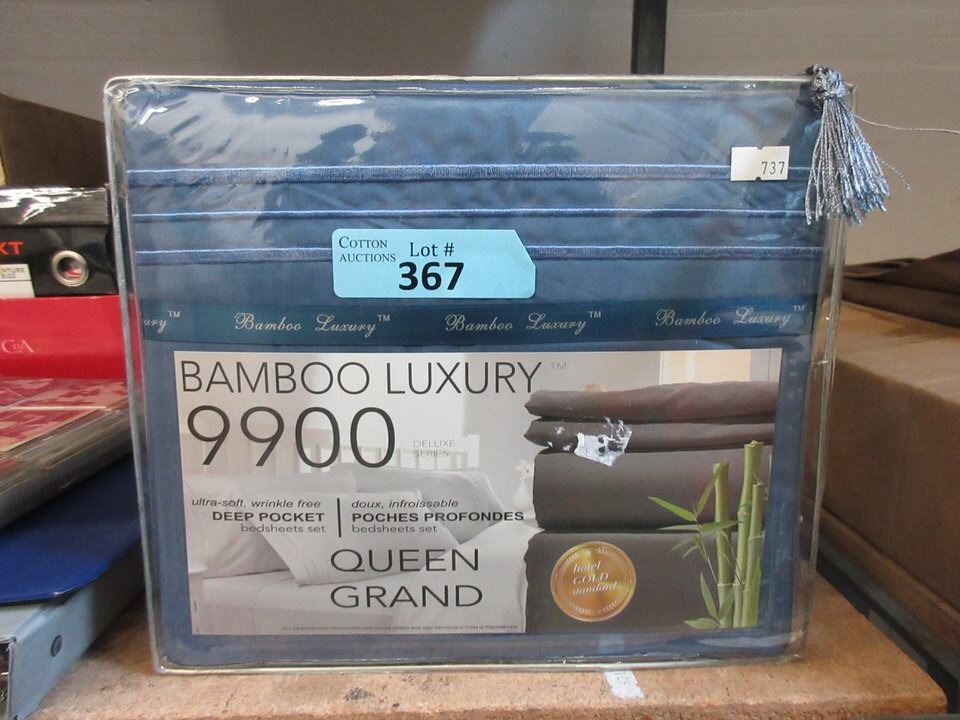 737
COTTON
AUCTIONS
Lot #
367
Bamboo Luxury™ Bamboo Luxury™ Bamboo Luxury™
BAMBOO LUXURY™
9900
DELUXE
SERIES
ultra-soft, wrinkle free
DEEP POCKET
bedsheets set
doux, infroissable
POCHES PROFONDES
bedsheets set
QUEEN
GRAND
hotel
GOLD
standard